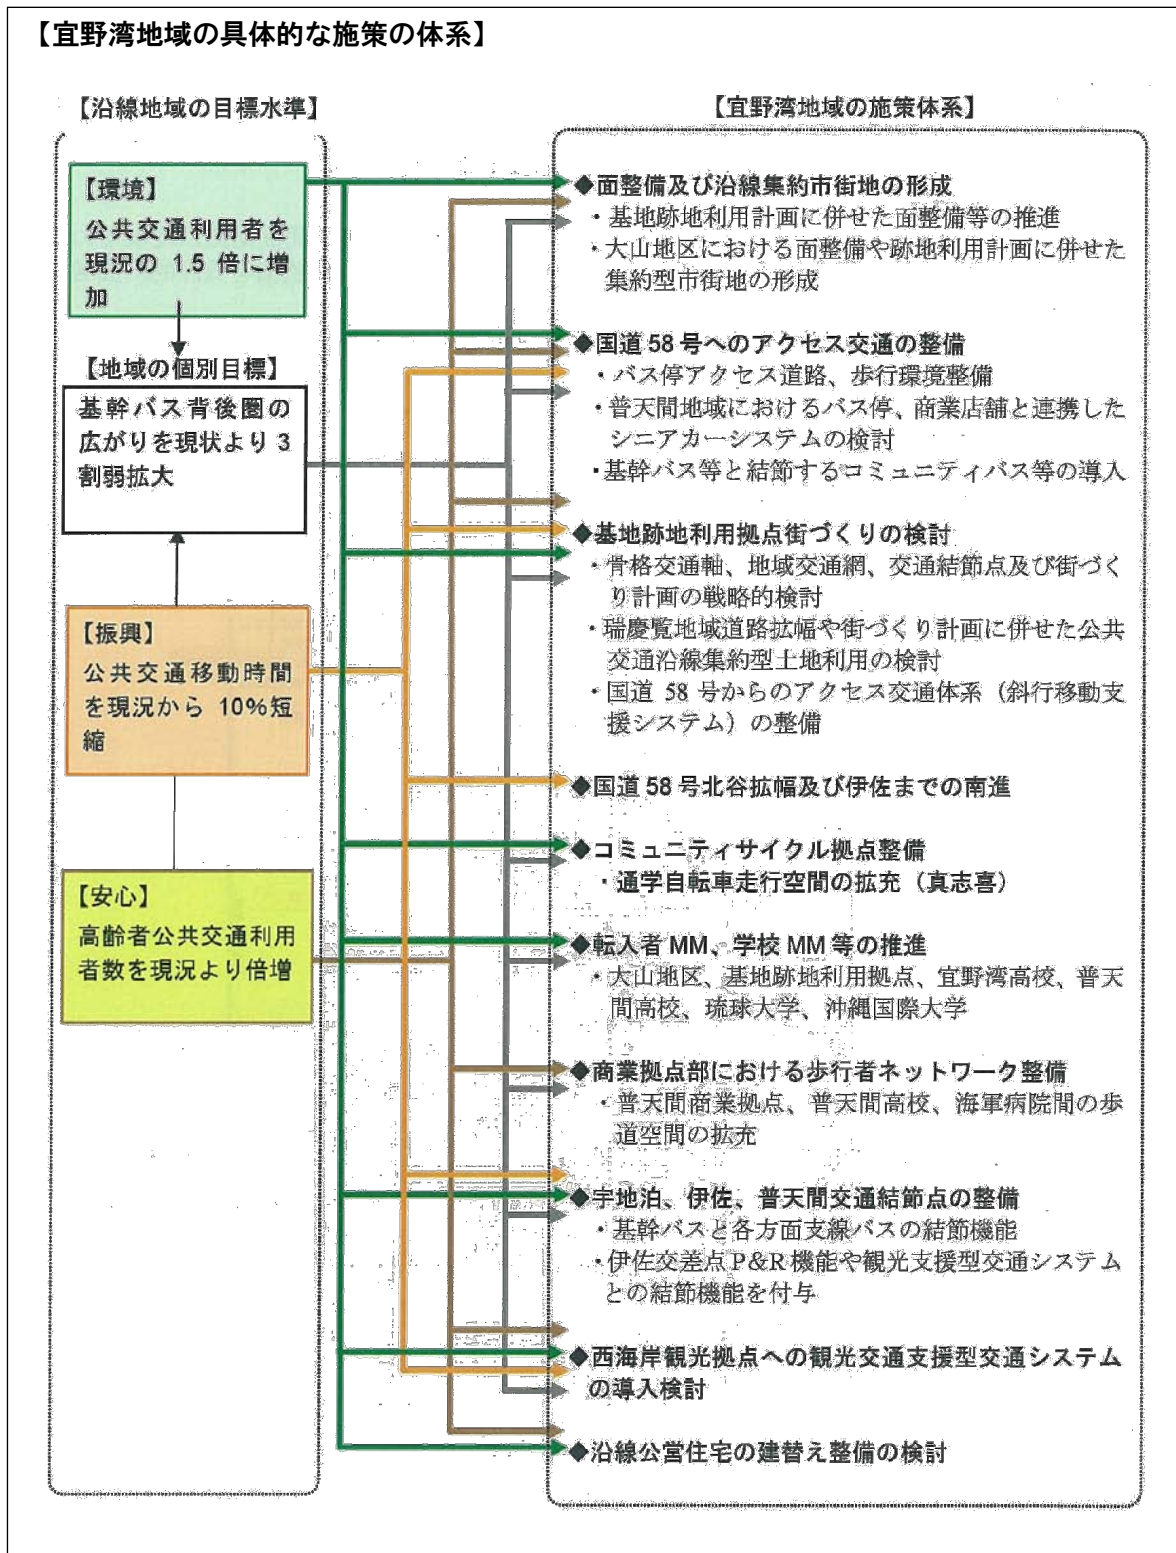 【宜野湾地域の具体的な施策の体系】
【沿線地域の目標水準】
【環境】
公共交通利用者を
現況の 1.5 倍に増
加
【地域の個別目標】
基幹バス背後圏の
広がりを現状より 3
割弱拡大
【振興】
公共交通移動時間
を現況から 10%短
縮
【安心】
高齢者公共交通利用
者数を現況より倍増
【宜野湾地域の施策体系】
◆面整備及び沿線集約市街地の形成
・基地跡地利用計画に併せた面整備等の推進
・大山地区における面整備や跡地利用計画に併せた
集約型市街地の形成
◆国道 58 号へのアクセス交通の整備
・バス停アクセス道路、歩行環境整備
・普天間地域におけるバス停、商業店舗と連携した
シニアカーシステムの検討
・基幹バス等と結節するコミュニティバス等の導入
◆基地跡地利用拠点街づくりの検討
・骨格交通軸、地域交通網、交通結節点及び街づく
り計画の戦略的検討
・瑞慶覧地域道路拡幅や街づくり計画に併せた公共
交通沿線集約型土地利用の検討
・国道 58 号からのアクセス交通体系（斜行移動支
援システム）の整備
◆国道 58 号北谷拡幅及び伊佐までの南進
◆コミュニティサイクル拠点整備
・通学自転車走行空間の拡充（真志喜）
◆転入者 MM、学校 MM 等の推進
・大山地区、基地跡地利用拠点、宜野湾高校、普天
間高校、琉球大学、沖縄国際大学
◆商業拠点部における歩行者ネットワーク整備
・普天間商業拠点、普天間高校、海軍病院間の歩
道空間の拡充
◆宇地泊、伊佐、普天間交通結節点の整備
・基幹バスと各方面支線バスの結節機能
・伊佐交差点 P&R 機能や観光支援型交通システム
との結節機能を付与
◆西海岸観光拠点への観光交通支援型交通システム
の導入検討
◆沿線公営住宅の建替え整備の検討